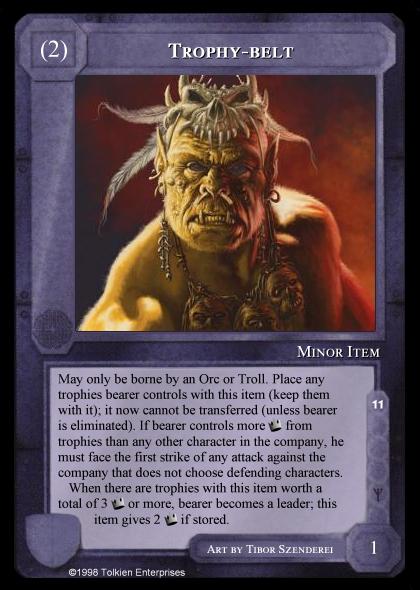 (2)
Trophy-belt
Minor Item
May only be borne by an Orc or Troll. Place any
trophies bearer controls with this item (keep them
with it); it now cannot be transferred (unless bearer
is eliminated). If bearer controls more from
trophies than any other character in the company, he
must face the first strike of any attack against the
company that does not choose defending characters.
When there are trophies with this item worth a
total of 3 or more, bearer becomes a leader; this
item gives 2 if stored.
11
Art by Tibor Szenderei
1
©1998 Tolkien Enterprises